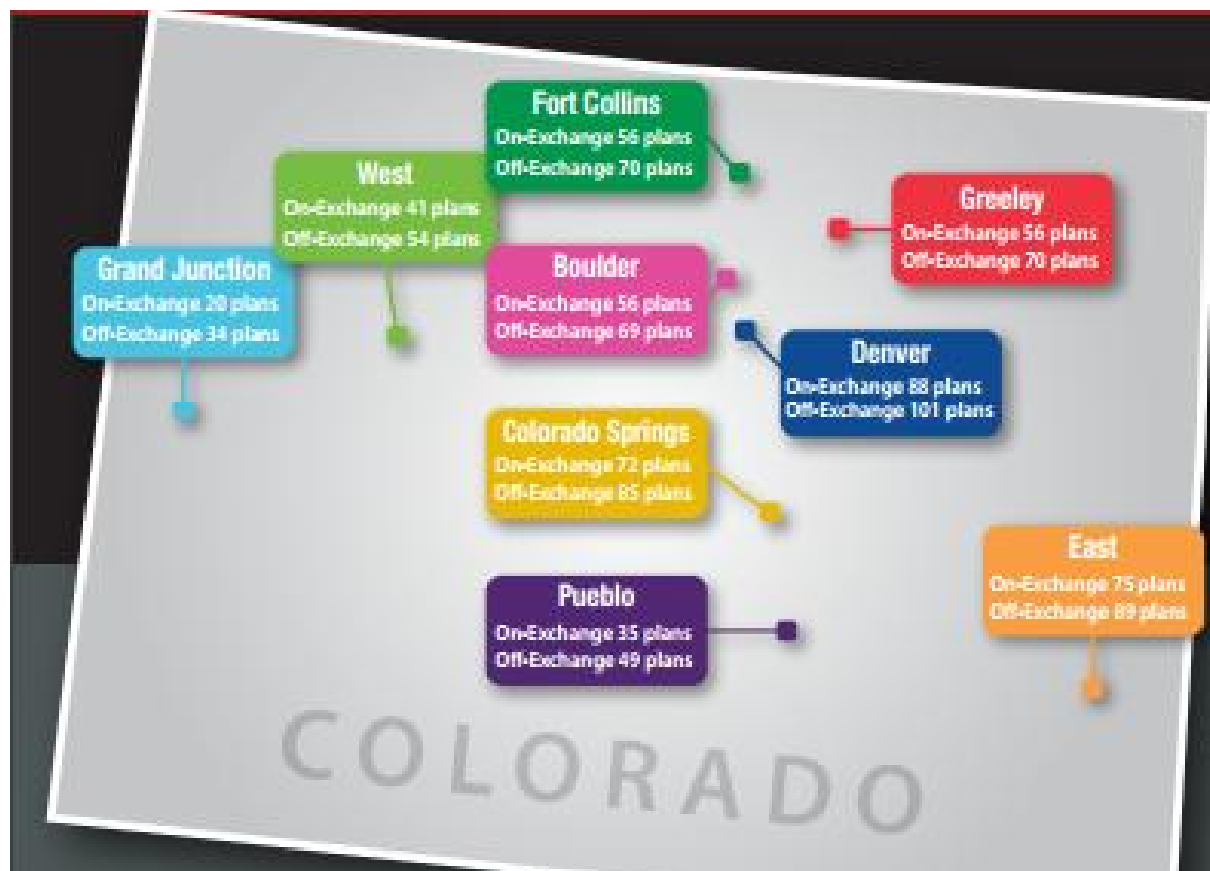 Fort Collins
On-Exchange 56 plans
Off-Exchange 70 plans
West
On-Exchange 41 plans
Off-Exchange 54 plans
Greeley
On-Exchange 56 plans
Off-Exchange 70 plans
Grand Junction
On-Exchange 20 plans
Off-Exchange 34 plans
Boulder
On-Exchange 56 plans
Off-Exchange 69 plans
Denver
On-Exchange 88 plans
Off-Exchange 101 plans
Colorado Springs
On-Exchange 72 plans
Off-Exchange 85 plans
East
On-Exchange 75 plans
Off-Exchange 89 plans
Pueblo
On-Exchange 35 plans
Off-Exchange 49 plans
COLORADO